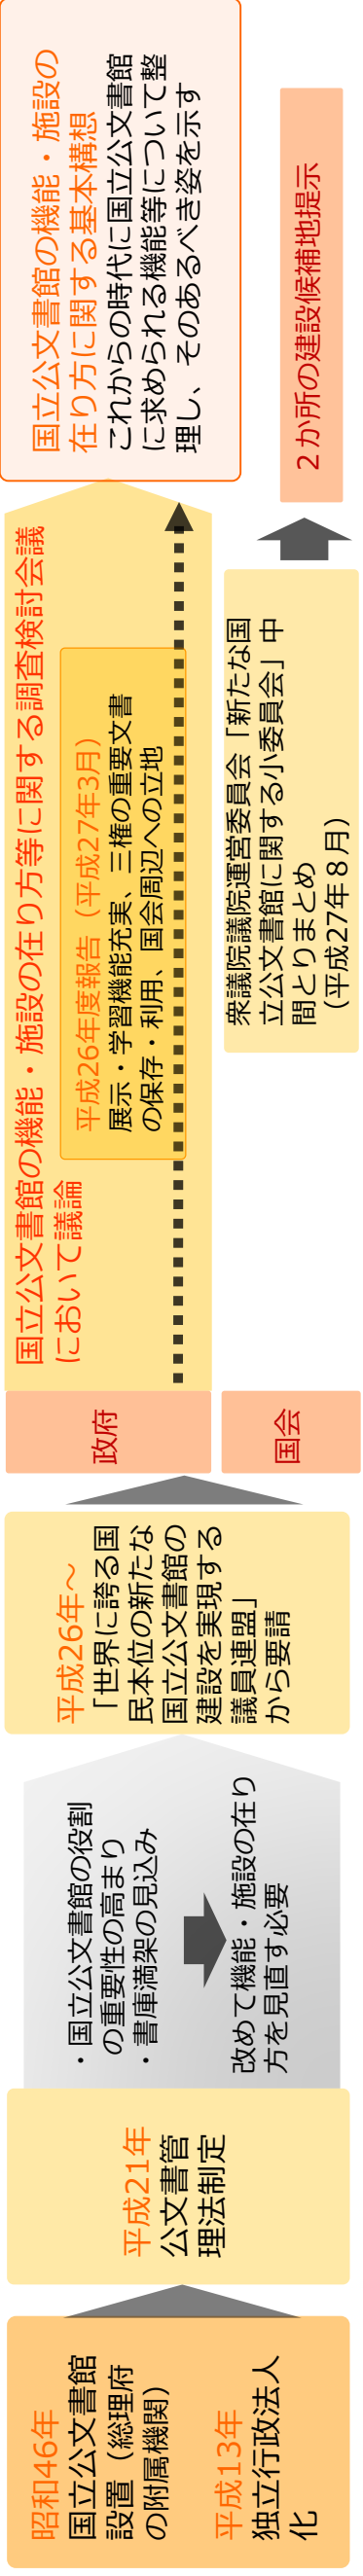 昭和46年
国立公文書館
設置（総理府
の附属機関）
平成13年
独立行政法人
化
平成21年
公文書管
理法制定
・国立公文書館の役割
の重要性の高まり
・書庫満架の見込み
改めて機能・施設の在り
方を見直す必要
平成26年～
「世界に誇る国
民本位の新たな
国立公文書館の
建設を実現する
議員連盟」
から要請
政府
国立公文書館の機能・施設の在り方等に関する調査検討会議
において議論
平成26年度報告（平成27年3月）
展示・学習機能充実、三権の重要文書
の保存・利用、国会周辺への立地
国立公文書館の機能・施設の
在り方に関する基本構想
これからの時代に国立公文書館
に求められる機能等について整
理し、そのあるべき姿を示す
国会
衆議院議院運営委員会「新たな国
立公文書館に関する小委員会」中
間とりまとめ
（平成27年８月）
２か所の建設候補地提示